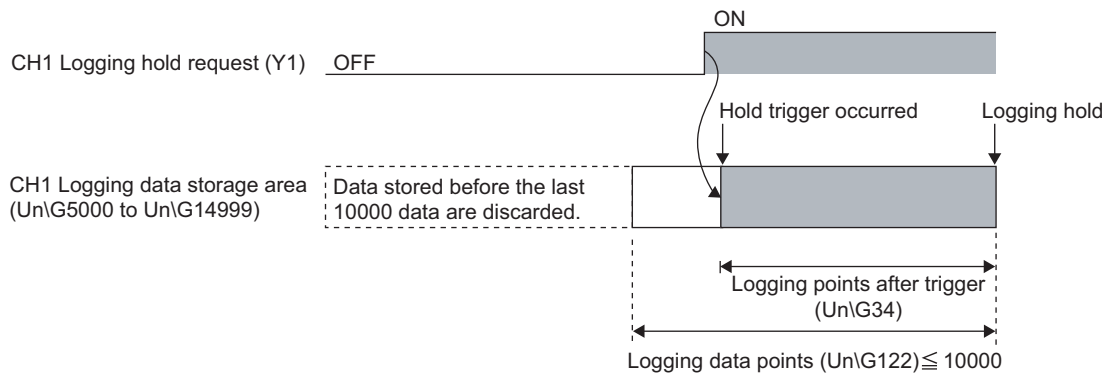 ON
CH1 Logging hold request (Y1)
OFF
Hold trigger occurred
Logging hold
CH1 Logging data storage area
(Un\G5000 to Un\G14999)
Data stored before the last
10000 data are discarded.
Logging points after trigger
(Un\G34)
Logging data points (Un\G122)≦ 10000